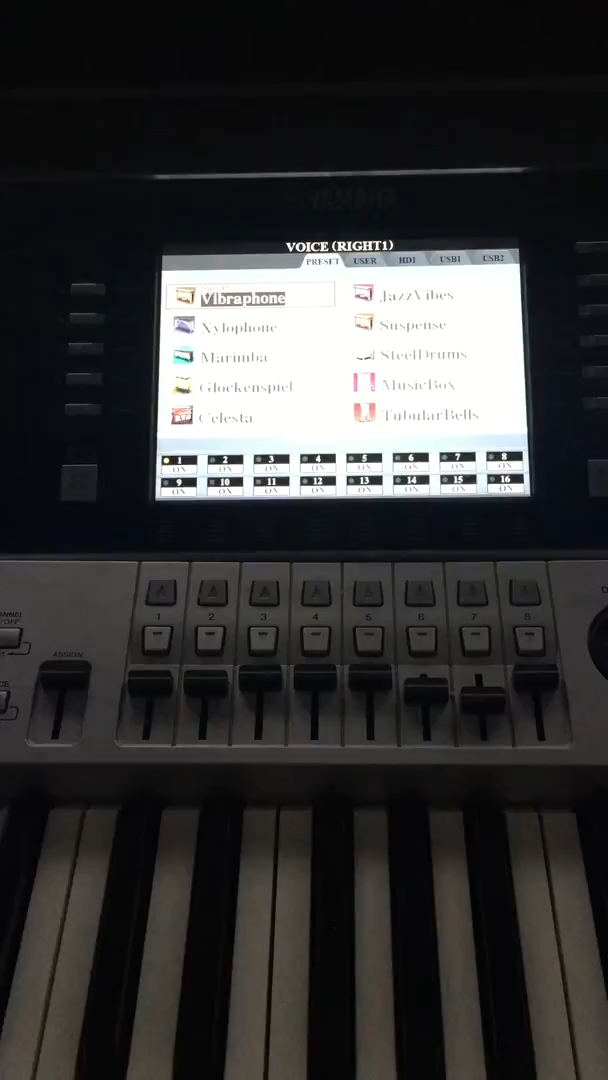 YAMAHA
VOICE (RIGHT1)
PRESET USER HD1 USB1 USB2
Vibraphone JazzVibes
Xylophone Suspense
Marimba SteelDrums
Glockenspiel MusicBox
Celesta TubularBells
1 2 3 4 5 6 7 8
ON ON ON ON ON ON ON ON
9 10 11 12 13 14 15 16
ON ON ON ON ON ON ON ON
1 2 3 4 5 6 7 8
ASSIGN